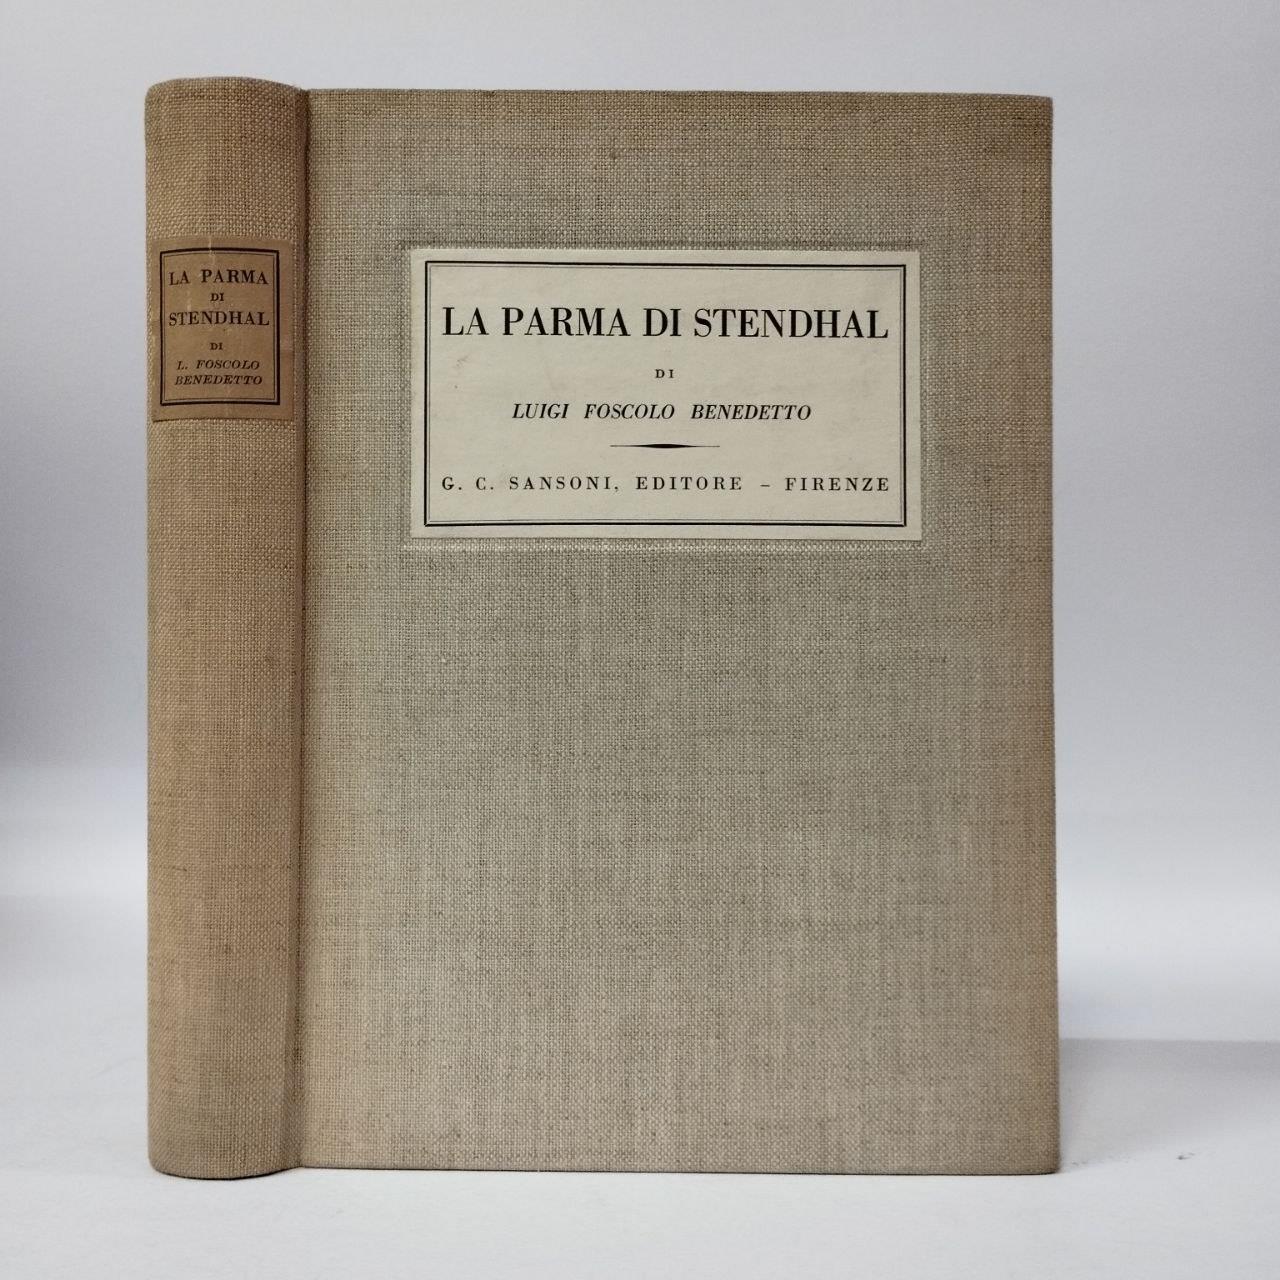 LA PARMA
DI
STENDHAL
DI
L. FOSCOLO
BENEDETTO
LA PARMA DI STENDHAL
DI
LUIGI FOSCOLO BENEDETTO
G. C. SANSONI, EDITORE – FIRENZE